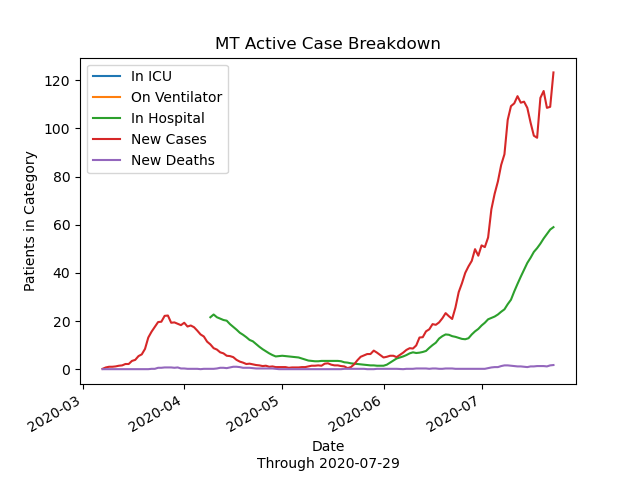 MT Active Case Breakdown
In ICU
On Ventilator
In Hospital
New Cases
New Deaths
Patients in Category
120
100
80
60
40
20
0
2020-03
2020-04
2020-05
2020-06
2020-07
Date
Through 2020-07-29